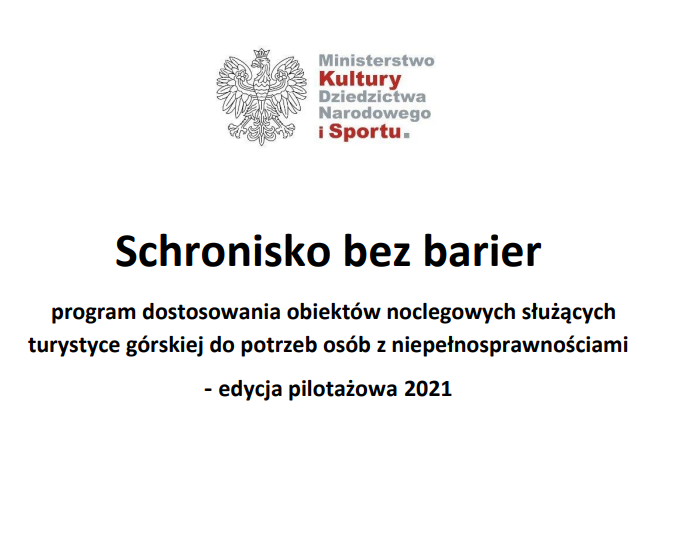 Ministerstwo
Kultury
Dziedzictwa
Narodowego
i Sportu.
Schronisko bez barier
program dostosowania obiektów noclegowych służących
turystyce górskiej do potrzeb osób z niepełnosprawnościami
- edycja pilotażowa 2021